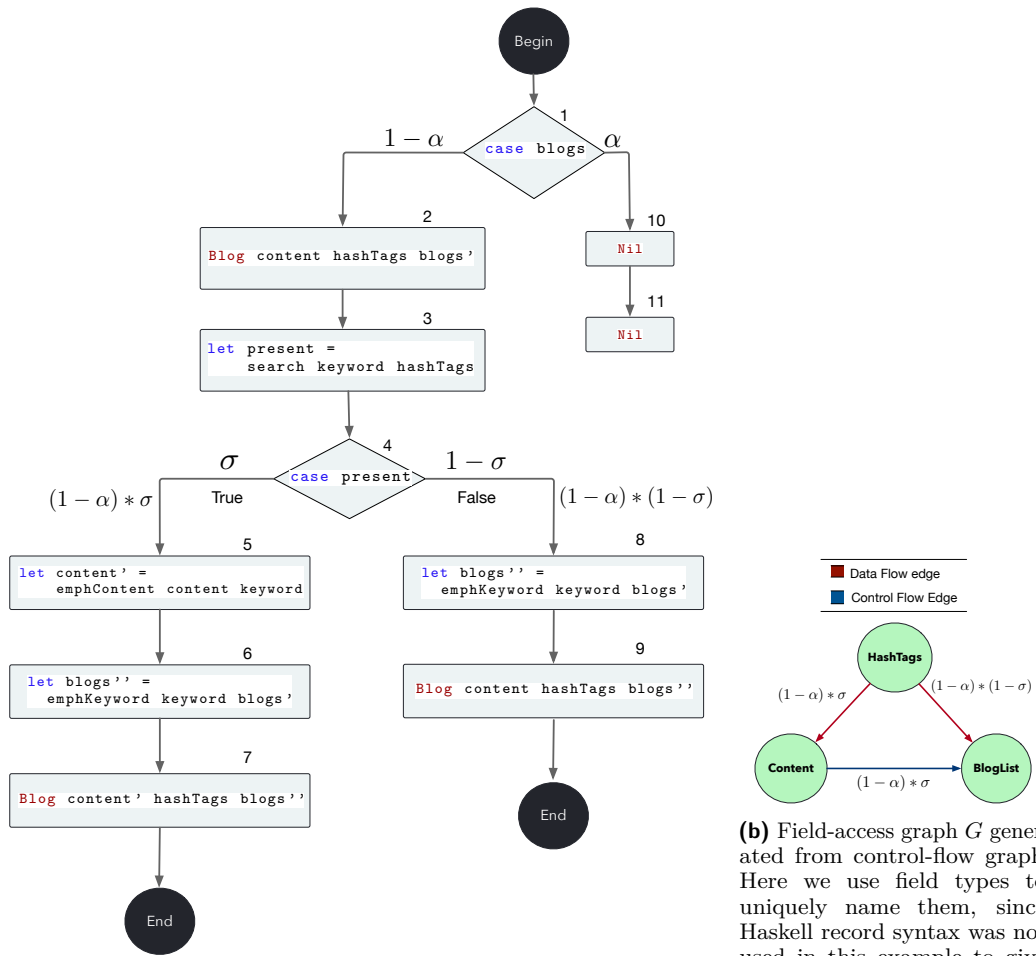 Begin
1
case blogs
1 − α
α
2
Blog content hashTags blogs’
10
Nil
11
Nil
3
let present =
search keyword hashTags
4
case present
σ
True
1 − σ
False
(1 − α) ∗ σ
(1 − α) ∗ (1 − σ)
5
let content' =
emphContent content keyword
8
let blogs'' =
emphKeyword keyword blogs'
6
let blogs'' =
emphKeyword keyword blogs'
9
Blog content hashTags blogs''
7
Blog content' hashTags blogs''
End
End
Data Flow edge
Control Flow Edge
HashTags
(1 − α) ∗ σ
(1 − α) ∗ (1 − σ)
Content
BlogList
(1 − α) ∗ σ
(b) Field-access graph G gener
ated from control-flow graph
Here we use field types to
uniquely name them, sinc
Haskell record syntax was no